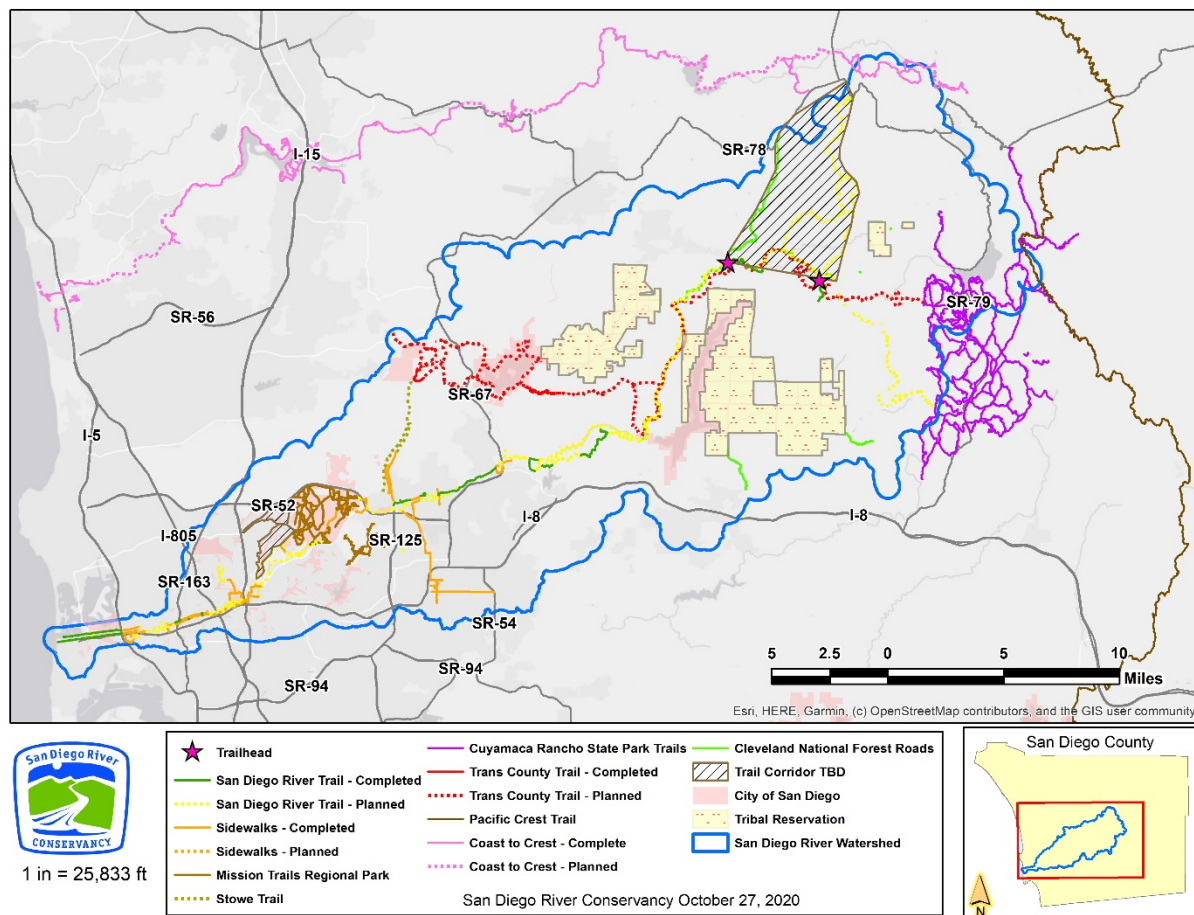 SR-78
I-15
SR-56
SR-79
SR-67
I-5
SR-52
I-8
I-8
I-805
SR-125
SR-163
SR-54
SR-94
SR-94
5 2.5 0 5 10
Miles
Esri, HERE, Garmin, (c) OpenStreetMap contributors, and the GIS user community
San Diego River
CONSERVANCY
1 in = 25,833 ft
Trailhead
San Diego River Trail - Completed
San Diego River Trail - Planned
Sidewalks - Completed
Sidewalks - Planned
Mission Trails Regional Park
Stowe Trail
Cuyamaca Rancho State Park Trails
Trans County Trail - Completed
Trans County Trail - Planned
Pacific Crest Trail
Coast to Crest - Complete
Coast to Crest - Planned
Cleveland National Forest Roads
Trail Corridor TBD
City of San Diego
Tribal Reservation
San Diego River Watershed
San Diego River Conservancy October 27, 2020
San Diego County
N